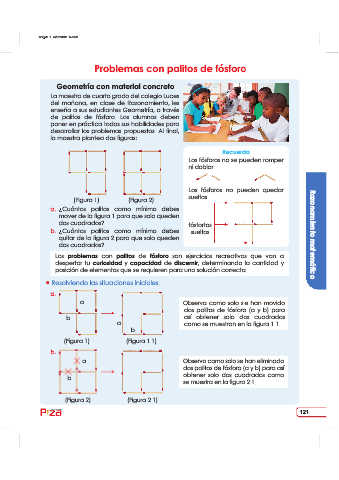 Problemas con palitos de fósforo
Geometría con material concreto
La maestra de cuarto grado del colegio Luces
del mañana, en clase de Razonamiento, les
enseña a sus estudiantes Geometría, a través
de palitos de fósforo. Los alumnos deben
poner en práctica todas sus habilidades para
desarrollar los problemas propuestos. Al final,
la maestra plantea dos figuras:
(Figura 1) (Figura 2)
a. ¿Cuántos palitos como mínimo debes
mover de la figura 1 para que solo queden
dos cuadrados?
b. ¿Cuántos palitos como mínimo debes
quitar de la figura 2 para que solo queden
dos cuadrados?
Recuerda
Los fósforos no se pueden romper
ni doblar
Los fósforos no pueden quedar
sueltos
fósforos
sueltos
Los problemas con palitos de fósforo son ejercicios recreativos que van a
despertar tu curiosidad y capacidad de discernir, determinando la cantidad y
posición de elementos que se requieren para una solución correcta.
Resolviendo las situaciones iniciales
a.
a
b
a
b
(Figura 1) (Figura 1.1)
Observa como solo se han movido
dos palitos de fósforo (a y b) para
así obtener solo dos cuadrados
como se muestran en la figura 1.1
b.
a
b
(Figura 2) (Figura 2.1)
Observa como solo se han eliminado
dos palitos de fósforo (a y b) para así
obtener solo dos cuadrados como
se muestra en la figura 2.1
Razonamiento matemático
121